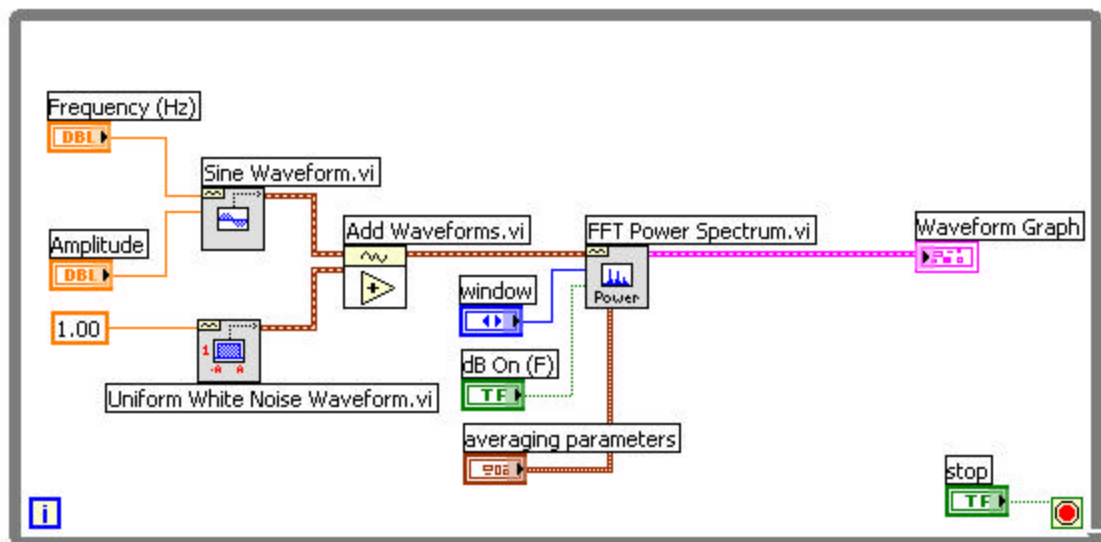 Frequency (Hz)
DBL
Sine Waveform.vi
Amplitude
DBL
Add Waveforms.vi
FFT Power Spectrum.vi
Waveform Graph
1.00
window
Power
1
-A A
Uniform White Noise Waveform.vi
dB On (F)
TF
averaging parameters
stop
TF
i